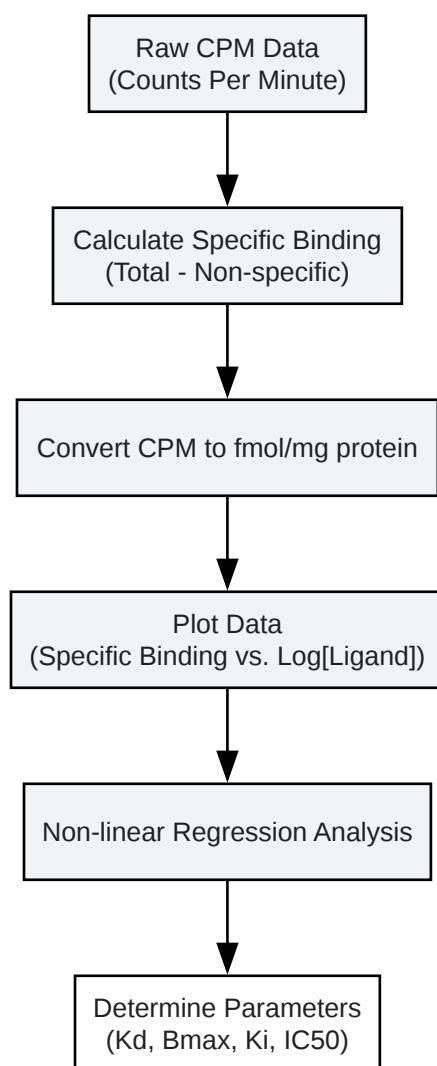 Raw CPM Data
(Counts Per Minute)
Calculate Specific Binding
(Total - Non-specific)
Convert CPM to fmol/mg protein
Plot Data
(Specific Binding vs. Log[Ligand])
Non-linear Regression Analysis
Determine Parameters
(Kd, Bmax, Ki, IC50)